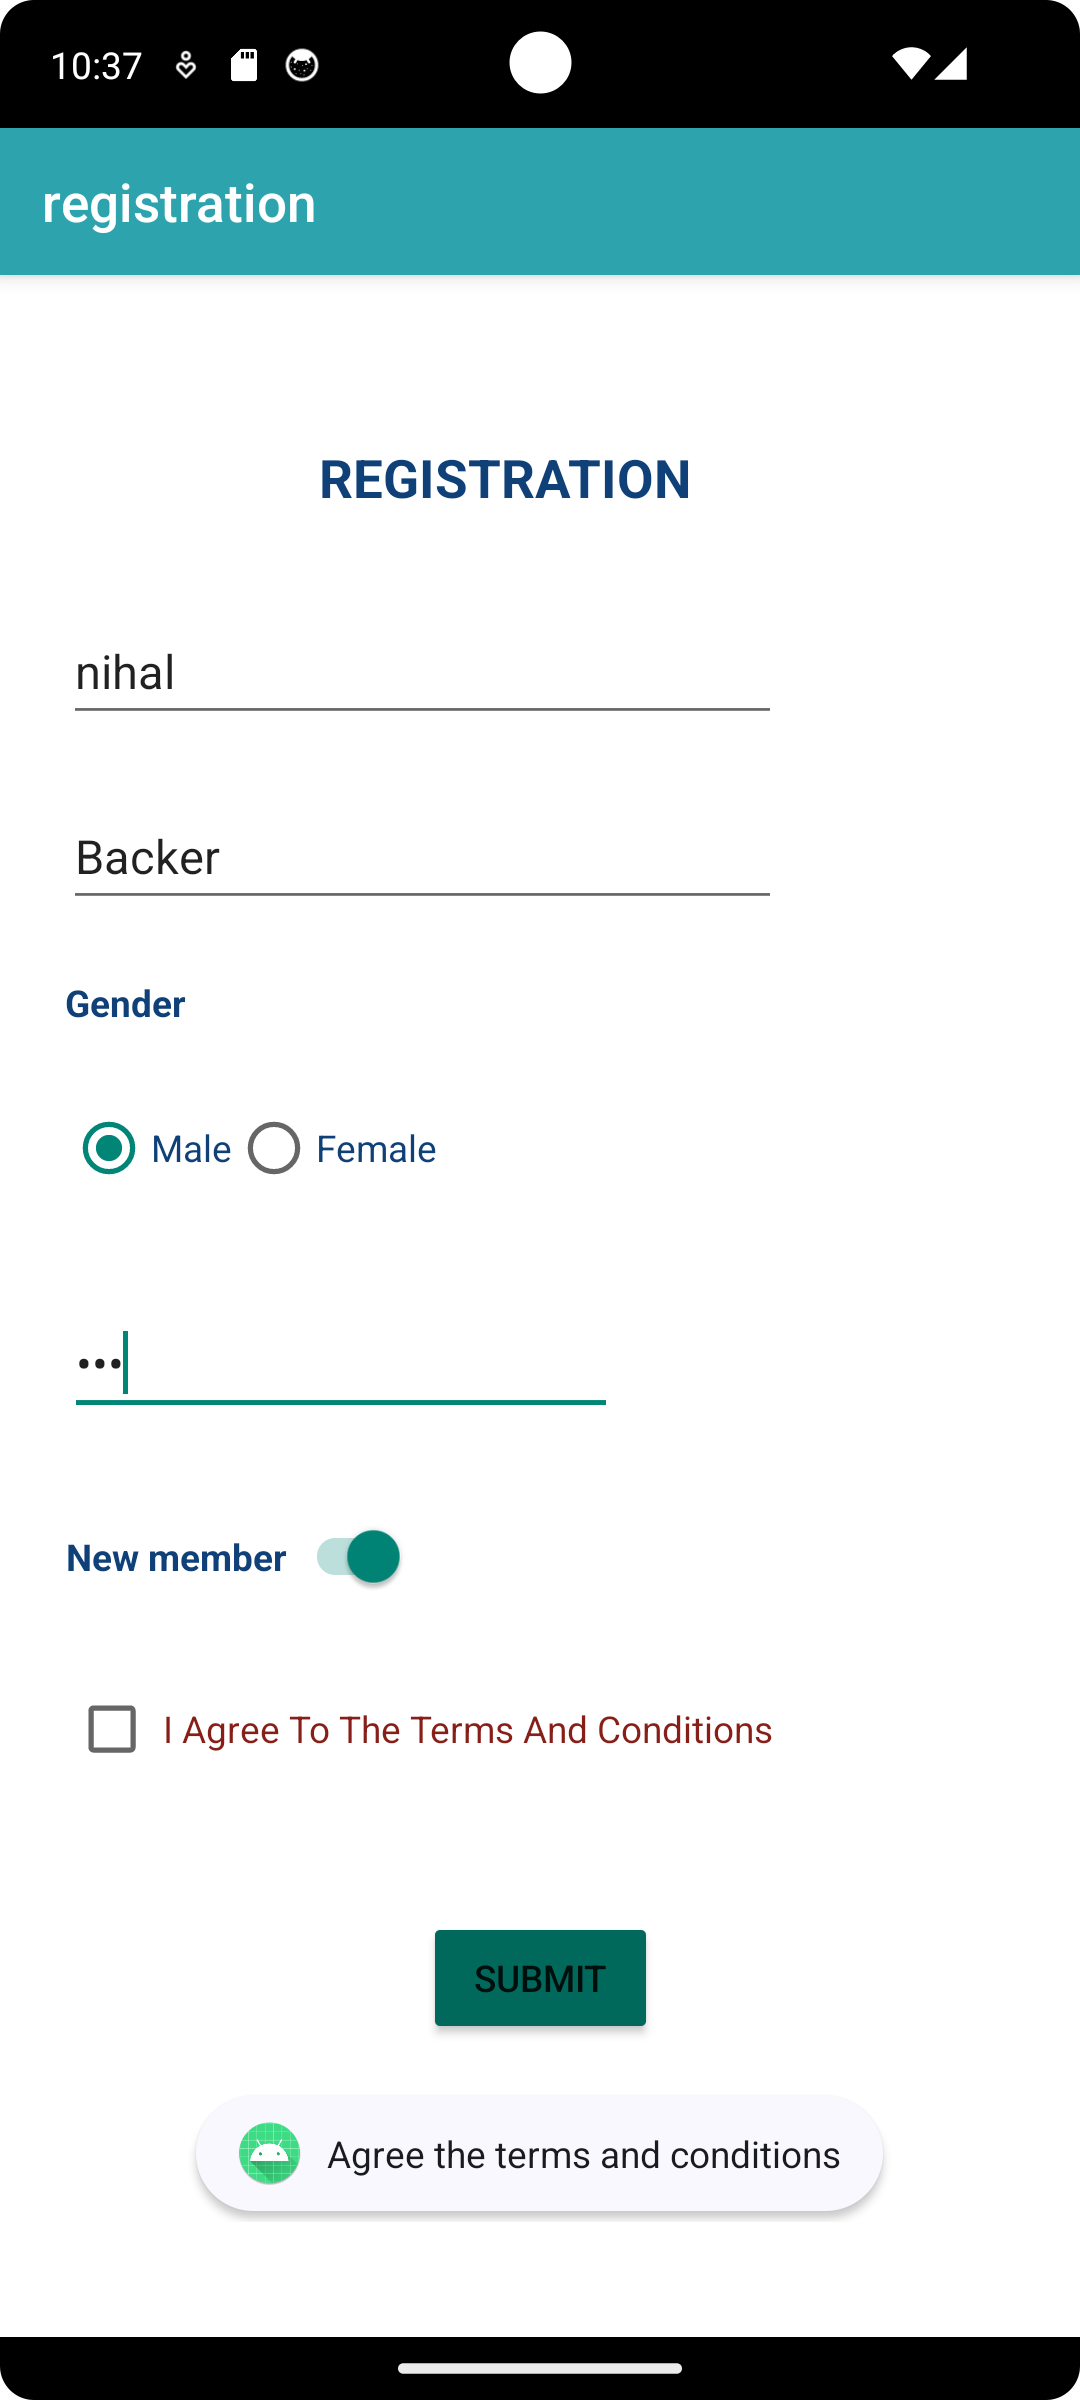 10:37
registration
REGISTRATION
nihal
Backer
Gender
Male Female
•••
New member
I Agree To The Terms And Conditions
SUBMIT
Agree the terms and conditions